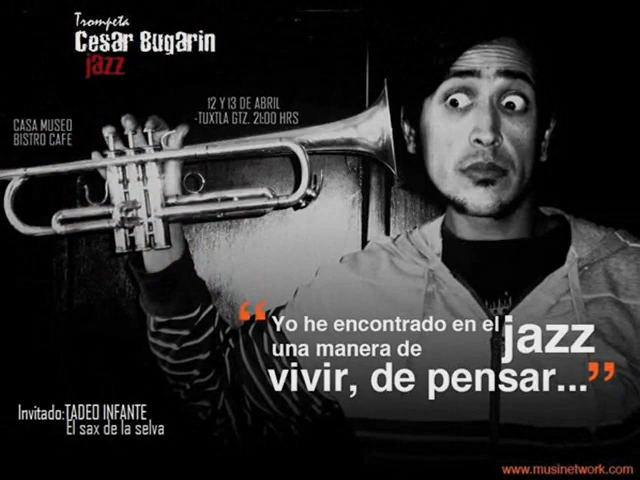 Trompeta
Cesar Bugarin
jazz
12 Y 13 DE ABRIL
-TUXTLA GTZ. 21:00 HRS
CASA MUSEO
BISTRO CAFE
“Yo he encontrado en el jazz
una manera de
vivir, de pensar...”
Invitado:TADEO INFANTE
El sax de la selva
www.musinetwork.com